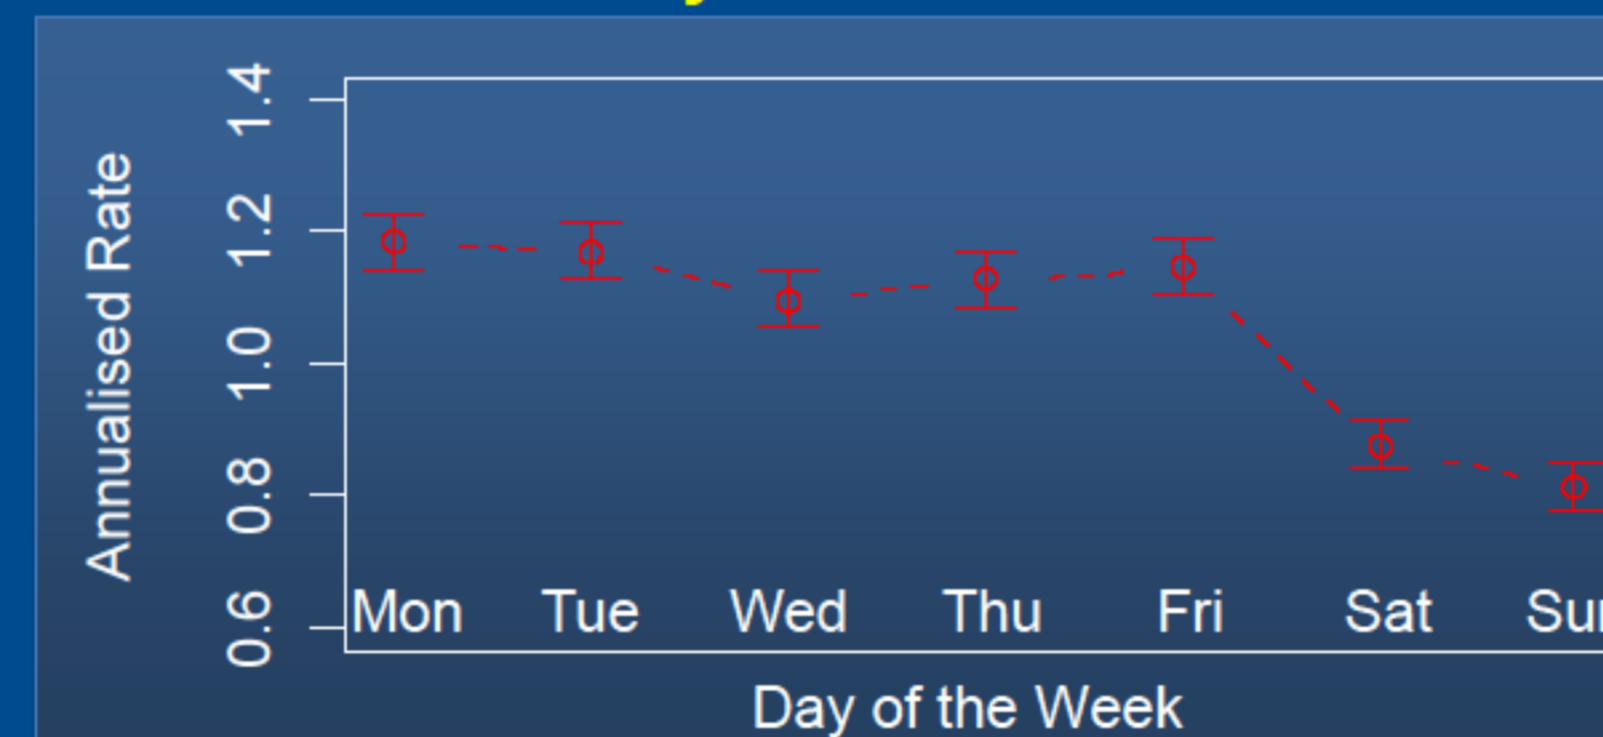 1.4
1.2
1.0
0.8
0.6
Annualised Rate
Mon Tue Wed Thu Fri Sat Su
Day of the Week